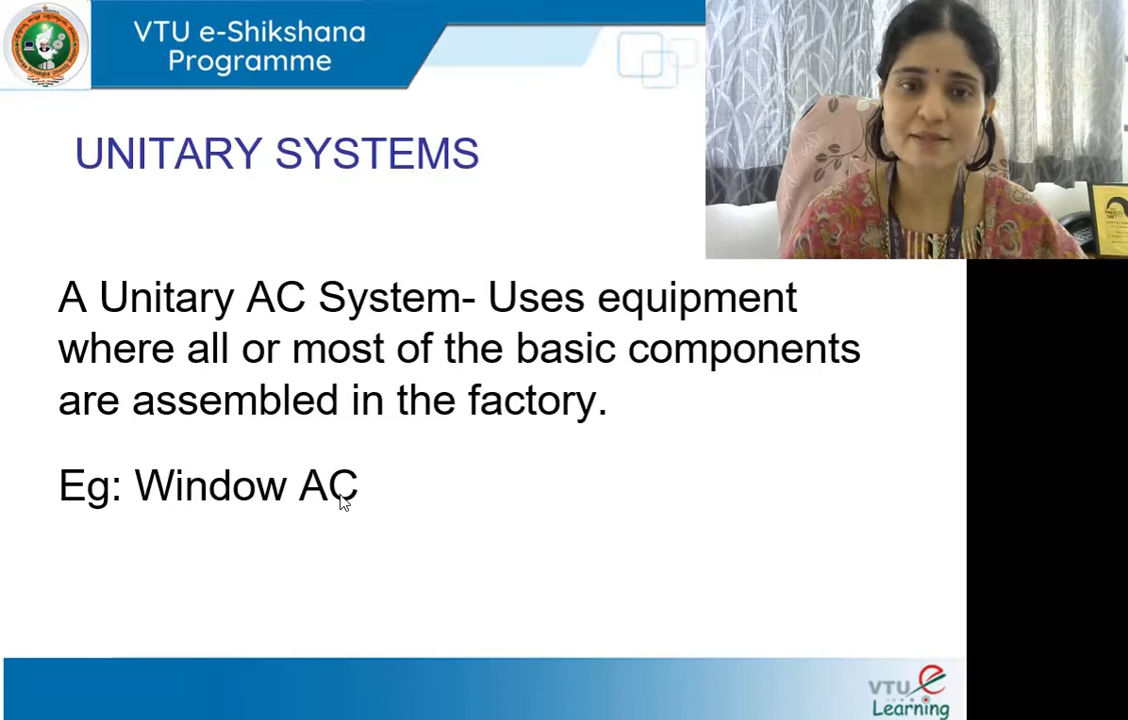 VTU e-Shikshana
Programme
UNITARY SYSTEMS
A Unitary AC System- Uses equipment
where all or most of the basic components
are assembled in the factory.
Eg: Window AC
VTU e
Learning